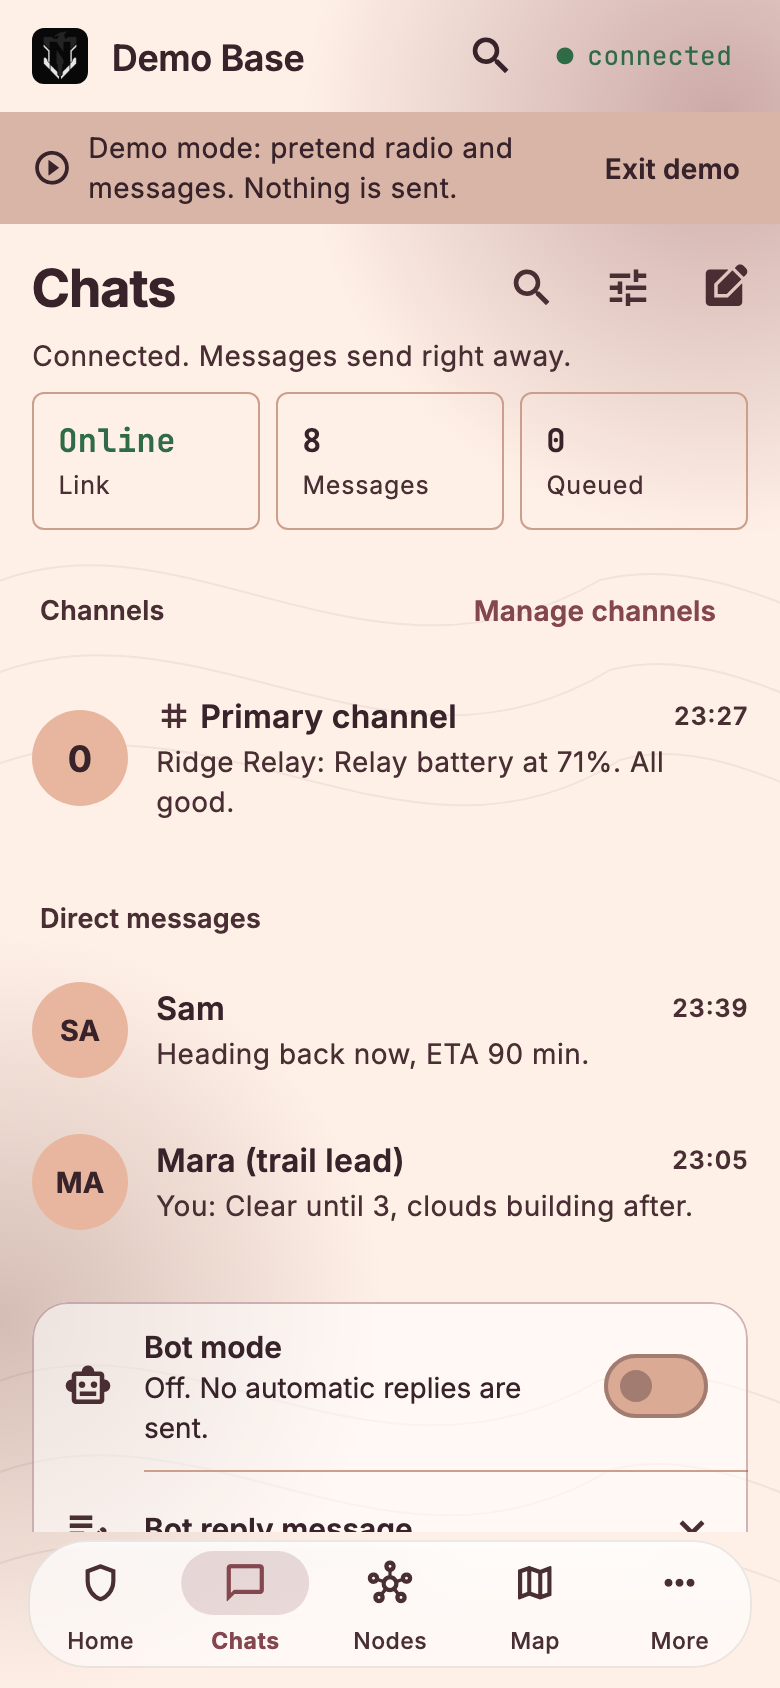 Demo Base
connected
Demo mode: pretend radio and
messages. Nothing is sent.
Exit demo
Chats
Connected. Messages send right away.
Online
Link
8
Messages
0
Queued
Channels
Manage channels
0
# Primary channel
23:27
Ridge Relay: Relay battery at 71%. All
good.
Direct messages
SA
Sam
23:39
Heading back now, ETA 90 min.
MA
Mara (trail lead)
23:05
You: Clear until 3, clouds building after.
Bot mode
Off. No automatic replies are
sent.
Bot reply message
Home
Chats
Nodes
Map
More